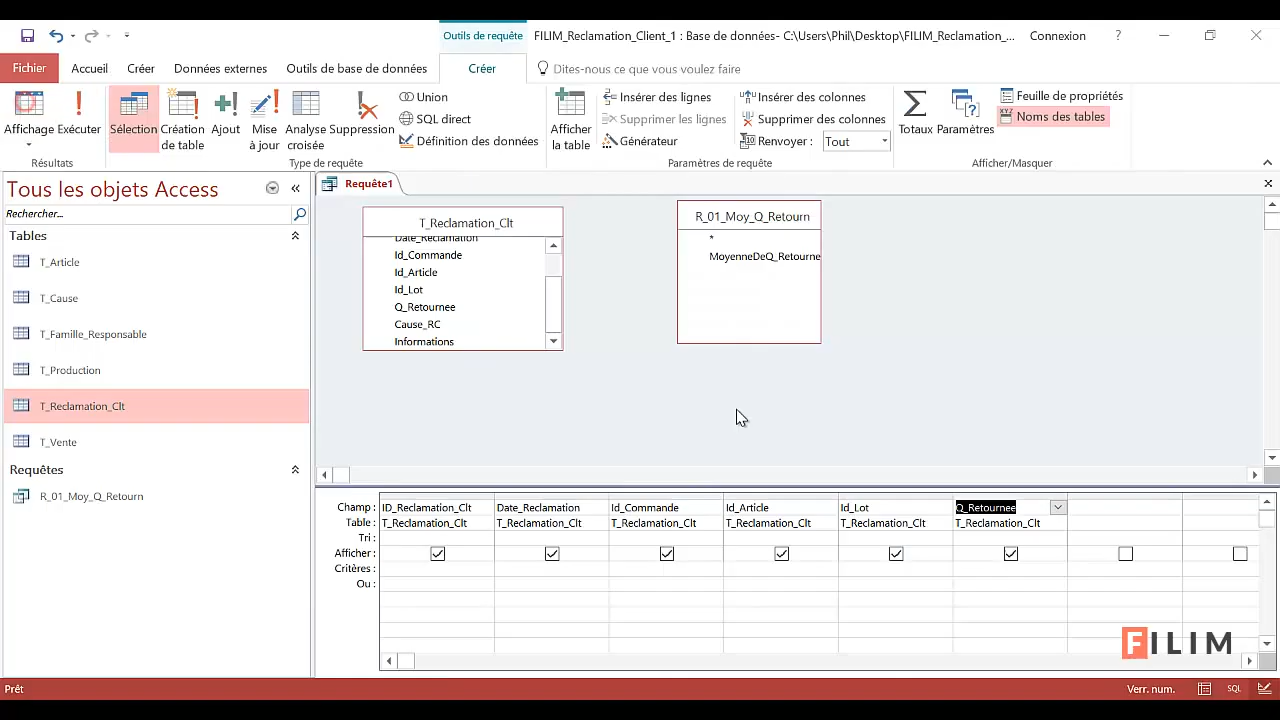 Outils de requête
FILIM_Reclamation_Client_1 : Base de données- C:\Users\Phil\Desktop\FILIM_Reclamation_...
Connexion
?
Fichier
Accueil
Créer
Données externes
Outils de base de données
Créer
Dites-nous ce que vous voulez faire
Affichage
Exécuter
Résultats
Sélection
Création
de table
Ajout
Mise
à jour
Analyse
croisée
Suppression
Union
SQL direct
Définition des données
Type de requête
Afficher
la table
Insérer des lignes
Supprimer les lignes
Générateur
Insérer des colonnes
Supprimer des colonnes
Renvoyer : Tout
Paramètres de requête
Totaux
Paramètres
Feuille de propriétés
XYZ Noms des tables
Afficher/Masquer
Tous les objets Access
Rechercher...
Tables
T_Article
T_Cause
T_Famille_Responsable
T_Production
T_Reclamation_Clt
T_Vente
Requêtes
R_01_Moy_Q_Retourn
Requête1
T_Reclamation_Clt
Date_Reclamation
Id_Commande
Id_Article
Id_Lot
Q_Retournee
Cause_RC
Informations
R_01_Moy_Q_Retourn
*
MoyenneDeQ_Retourne
Champ : ID_Reclamation_Clt Date_Reclamation Id_Commande Id_Article Id_Lot Q_Retournee
Table : T_Reclamation_Clt T_Reclamation_Clt T_Reclamation_Clt T_Reclamation_Clt T_Reclamation_Clt T_Reclamation_Clt
Tri :
Afficher :
Critères :
Ou :
FILIM
Prêt
Verr. num.
SQL